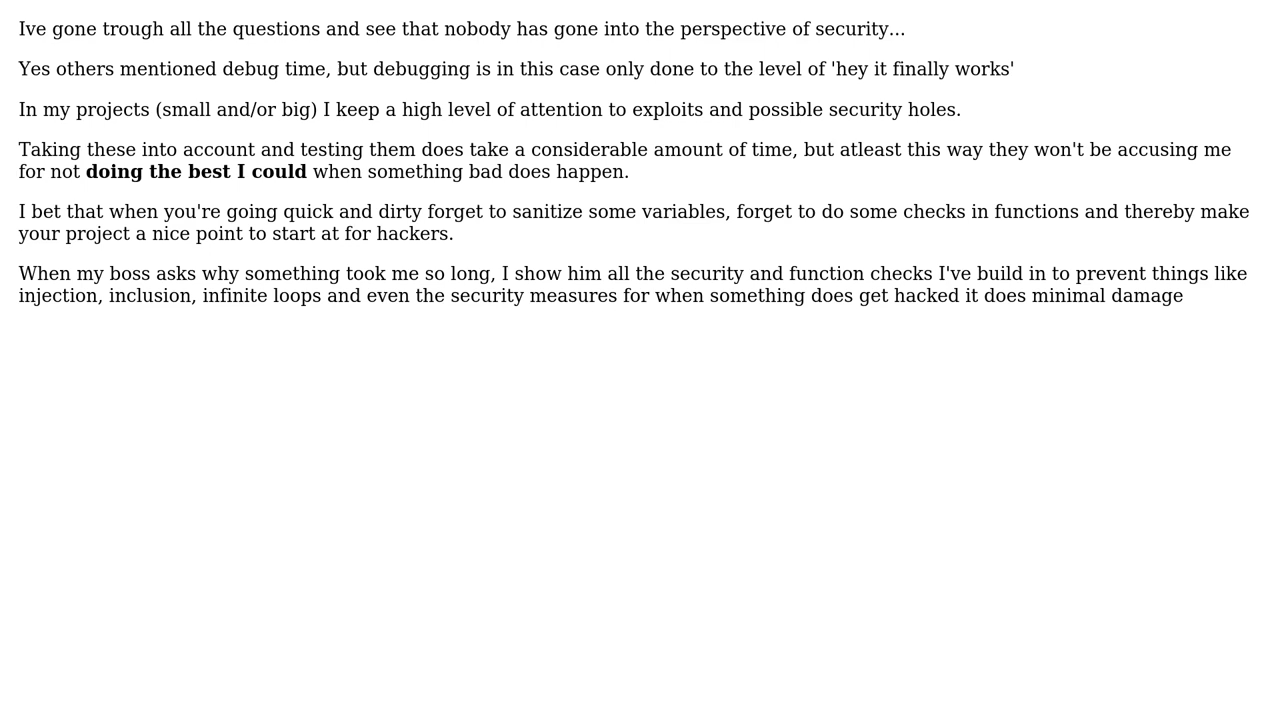 Ive gone trough all the questions and see that nobody has gone into the perspective of security...
Yes others mentioned debug time, but debugging is in this case only done to the level of 'hey it finally works'
In my projects (small and/or big) I keep a high level of attention to exploits and possible security holes.
Taking these into account and testing them does take a considerable amount of time, but atleast this way they won't be accusing me
for not doing the best I could when something bad does happen.
I bet that when you're going quick and dirty forget to sanitize some variables, forget to do some checks in functions and thereby make
your project a nice point to start at for hackers.
When my boss asks why something took me so long, I show him all the security and function checks I've build in to prevent things like
injection, inclusion, infinite loops and even the security measures for when something does get hacked it does minimal damage